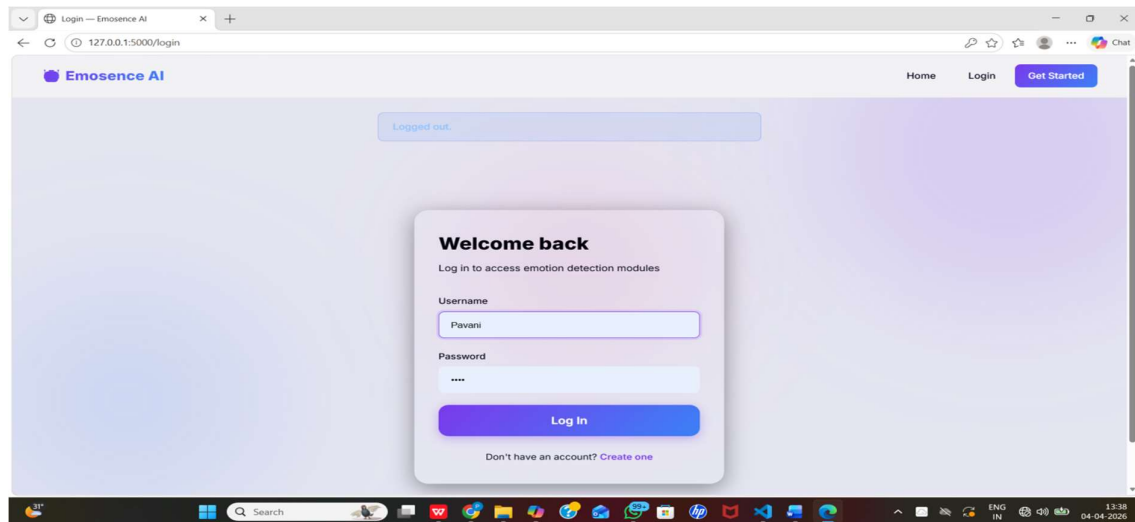 Login — Emosence AI
127.0.0.1:5000/login
Chat
Emosence AI
Home
Login
Get Started
Logged out.
Welcome back
Log in to access emotion detection modules
Username
Pavani
Password
••••
Log In
Don't have an account? Create one
31°
Search
99+
ENG
IN
13:38
04-04-2026